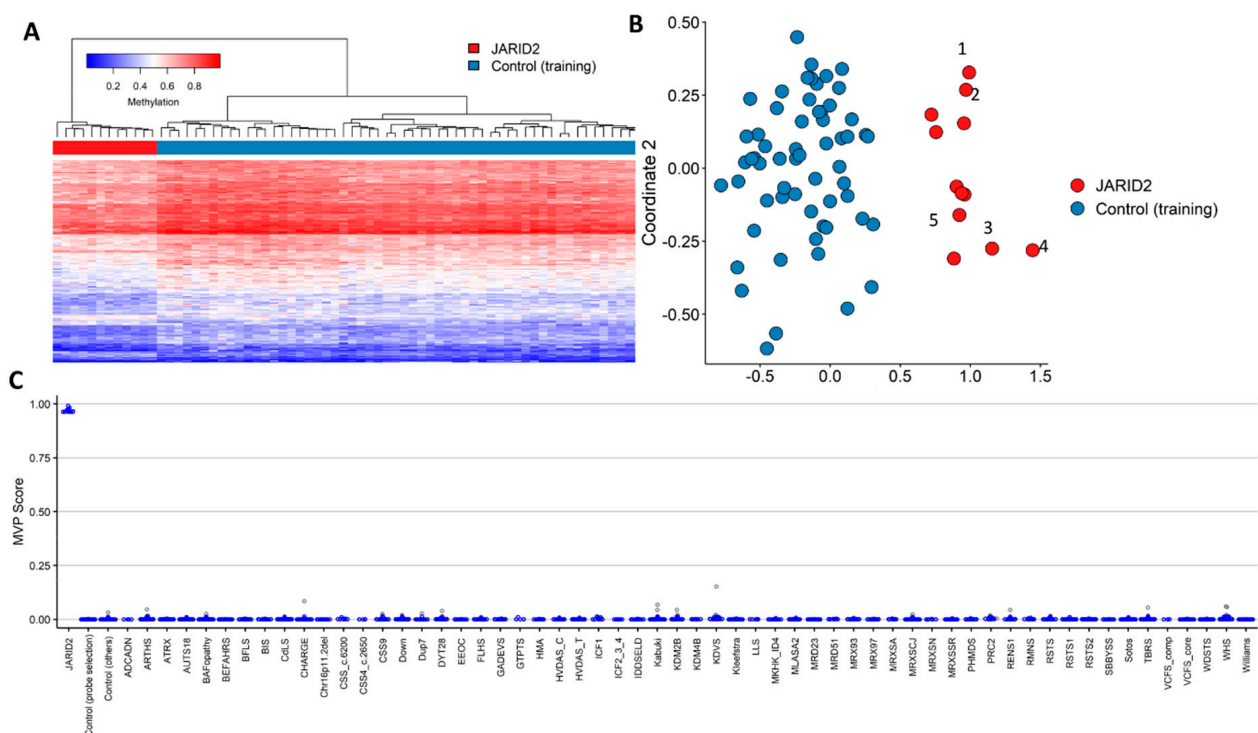 A
JARID2
Control (training)
0.2 0.4 0.6 0.8
Methylation
B
0.50
0.25
0.00
-0.25
-0.50
Coordinate 2
1
2
5
3
4
JARID2
Control (training)
-0.5 0.0 0.5 1.0 1.5
C
1.00
0.75
0.50
0.25
0.00
MVP Score
JARID2
Control (probe selection)
Control (others)
ADCADN
ARTHS
ATRX
AUTS18
BAFopathy
BEFAHRS
BFLS
BIS
CdLS
CHARGE
Chr16p11.2del
CSS_c.6200
CSS4_c.2650
CSS9
Down
Dup7
DYT28
EEOC
FLHS
GADEVS
GTPTS
HMA
HVDAS_C
HVDAS_T
ICF1
ICF2_3_4
IDDSELD
Kabuki
KDM2B
KDM4B
KDVS
Kleefstra
LLS
MKHK_ID4
MLASA2
MRD23
MRD51
MRX93
MRX97
MRXSA
MRXSCJ
MRXSN
MRXSSR
PHMDS
PRC2
RENS1
RMNS
RSTS
RSTS1
RSTS2
SBBYSS
Sotos
TBRS
VCFS_comp
VCFS_core
WDSTS
WHS
Williams